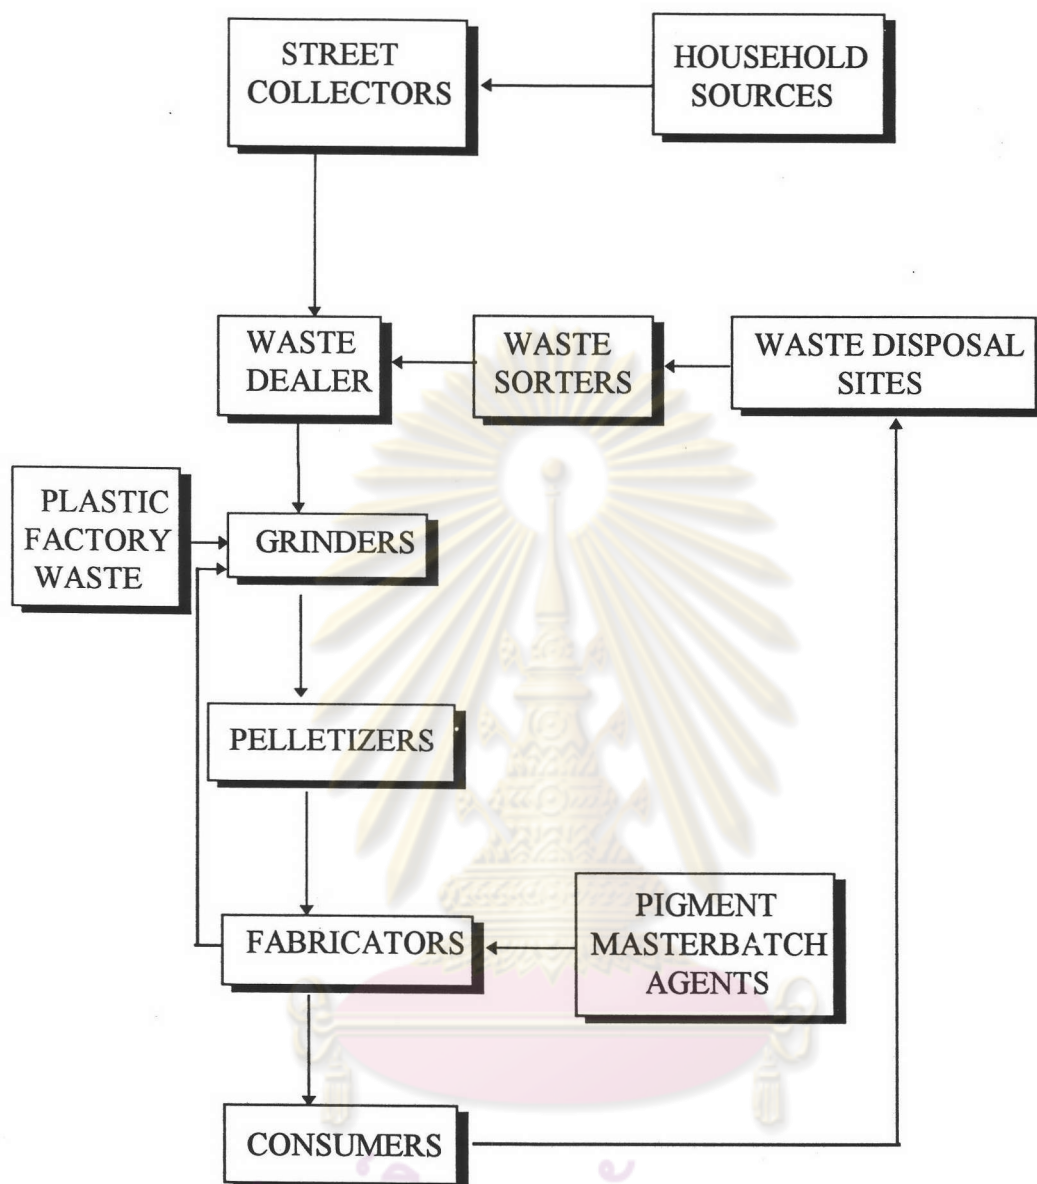 STREET
COLLECTORS
HOUSEHOLD
SOURCES
WASTE
DEALER
WASTE
SORTERS
WASTE DISPOSAL
SITES
PLASTIC
FACTORY
WASTE
GRINDERS
PELLETIZERS
FABRICATORS
PIGMENT
MASTERBATCH
AGENTS
CONSUMERS